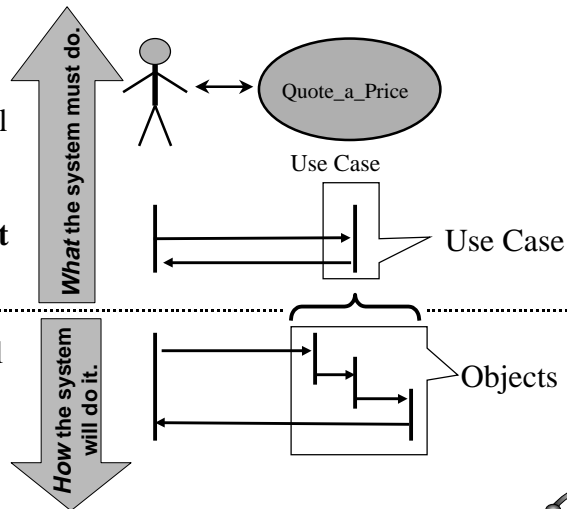 What the system must do.
Quote_a_Price
l
Use Case
t
Use Case
l
Objects
How the system
will do it.